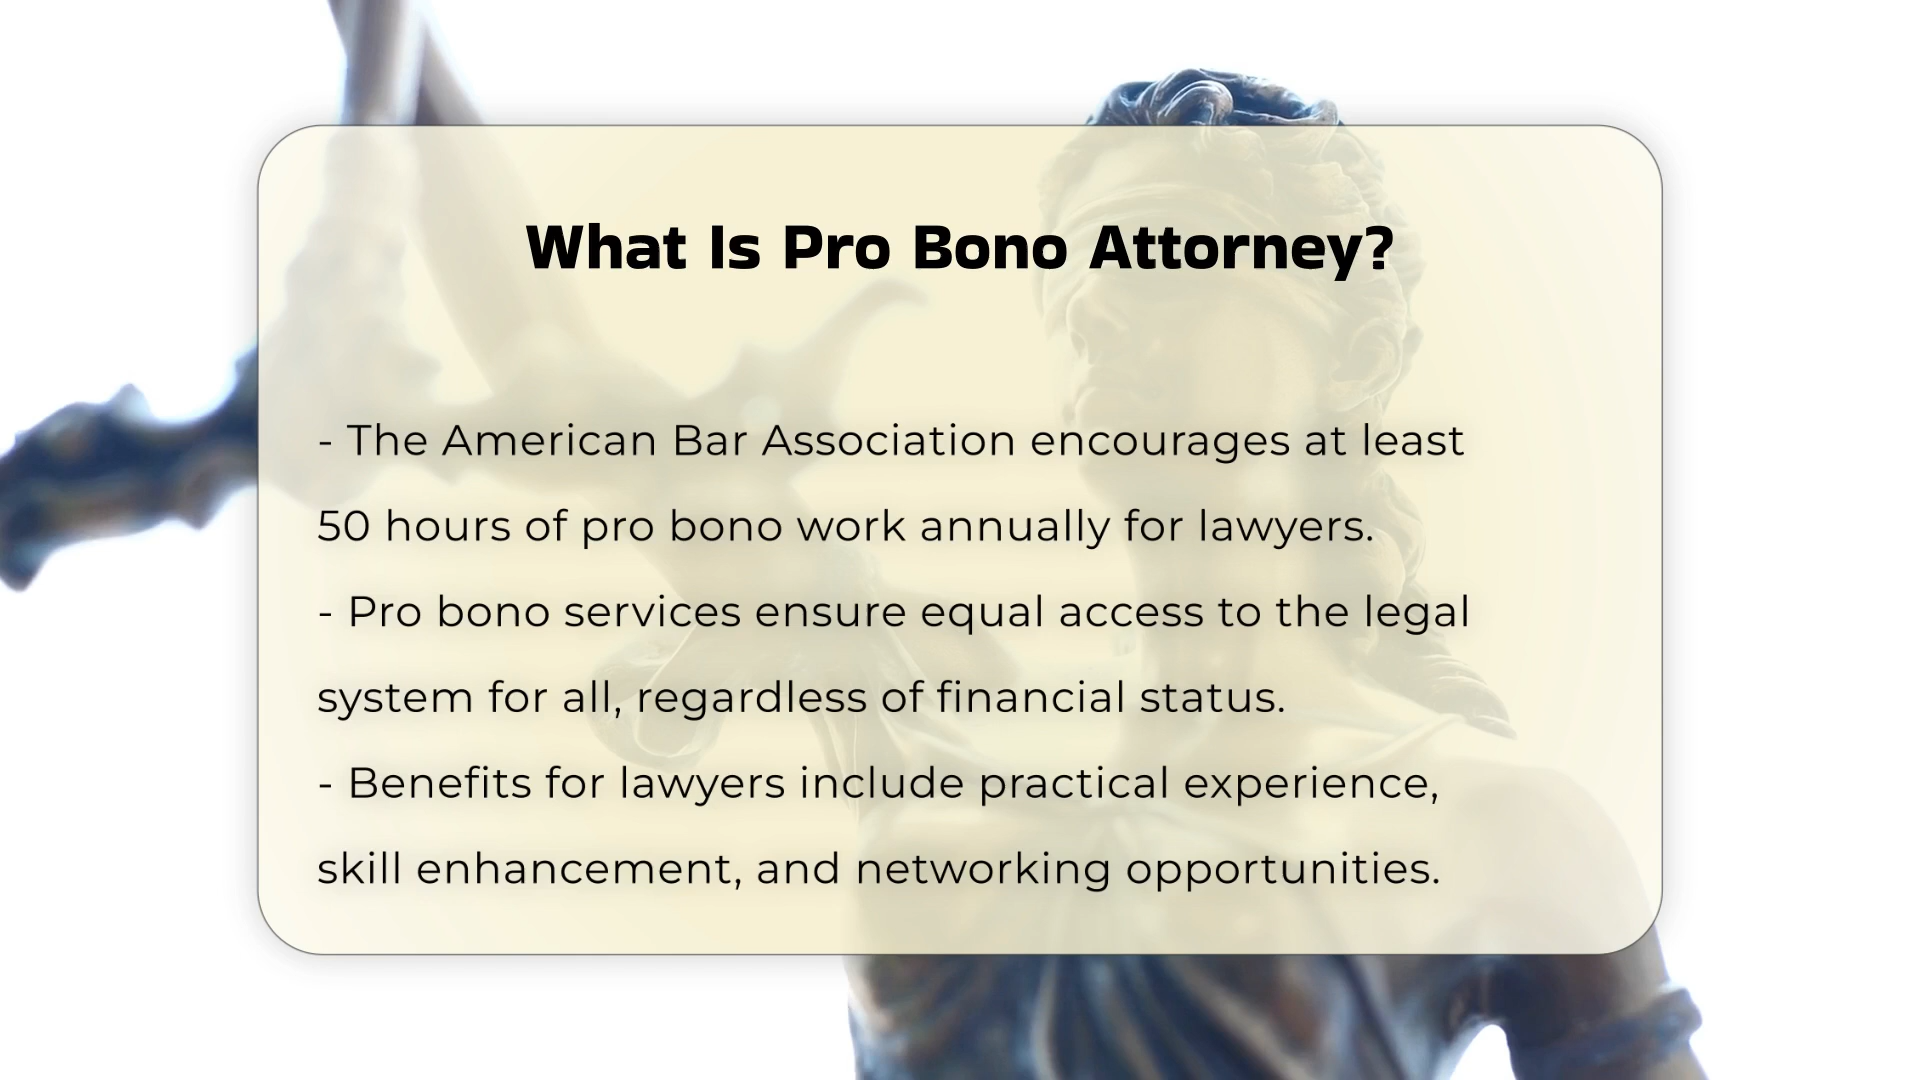 What Is Pro Bono Attorney?
- The American Bar Association encourages at least
50 hours of pro bono work annually for lawyers.
- Pro bono services ensure equal access to the legal
system for all, regardless of financial status.
- Benefits for lawyers include practical experience,
skill enhancement, and networking opportunities.